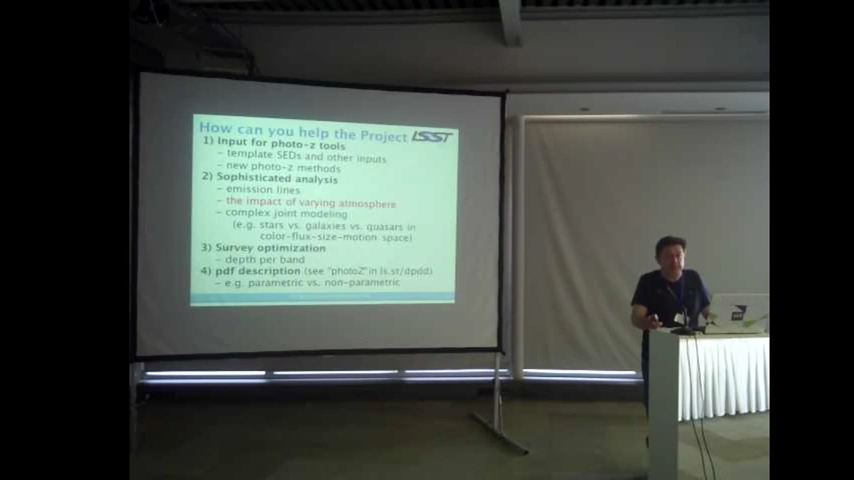 How can you help the Project LSST
1) Input for photo-z tools
– template SEDs and other inputs
– new photo-z methods
2) Sophisticated analysis
– emission lines
– the impact of varying atmosphere
– complex joint modeling
(e.g. stars vs. galaxies vs. quasars in
color-flux-size-motion space)
3) Survey optimization
– depth per band
4) pdf description (see "photoZ" in ls.st/dpdd)
– e.g. parametric vs. non-parametric